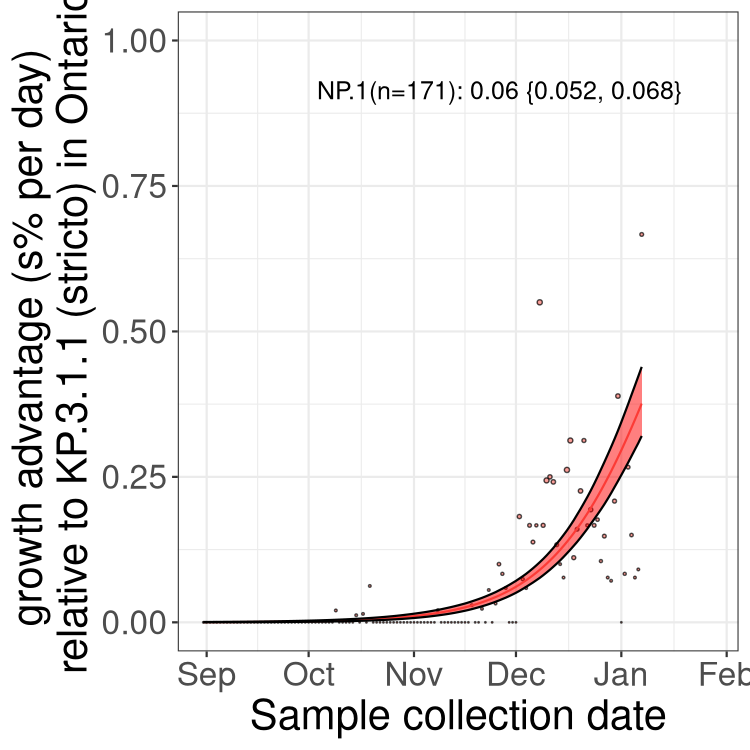 growth advantage (s% per day)
relative to KP.3.1.1 (stricto) in Ontario
1.00
0.75
0.50
0.25
0.00
NP.1(n=171): 0.06 {0.052, 0.068}
Sep Oct Nov Dec Jan Feb
Sample collection date